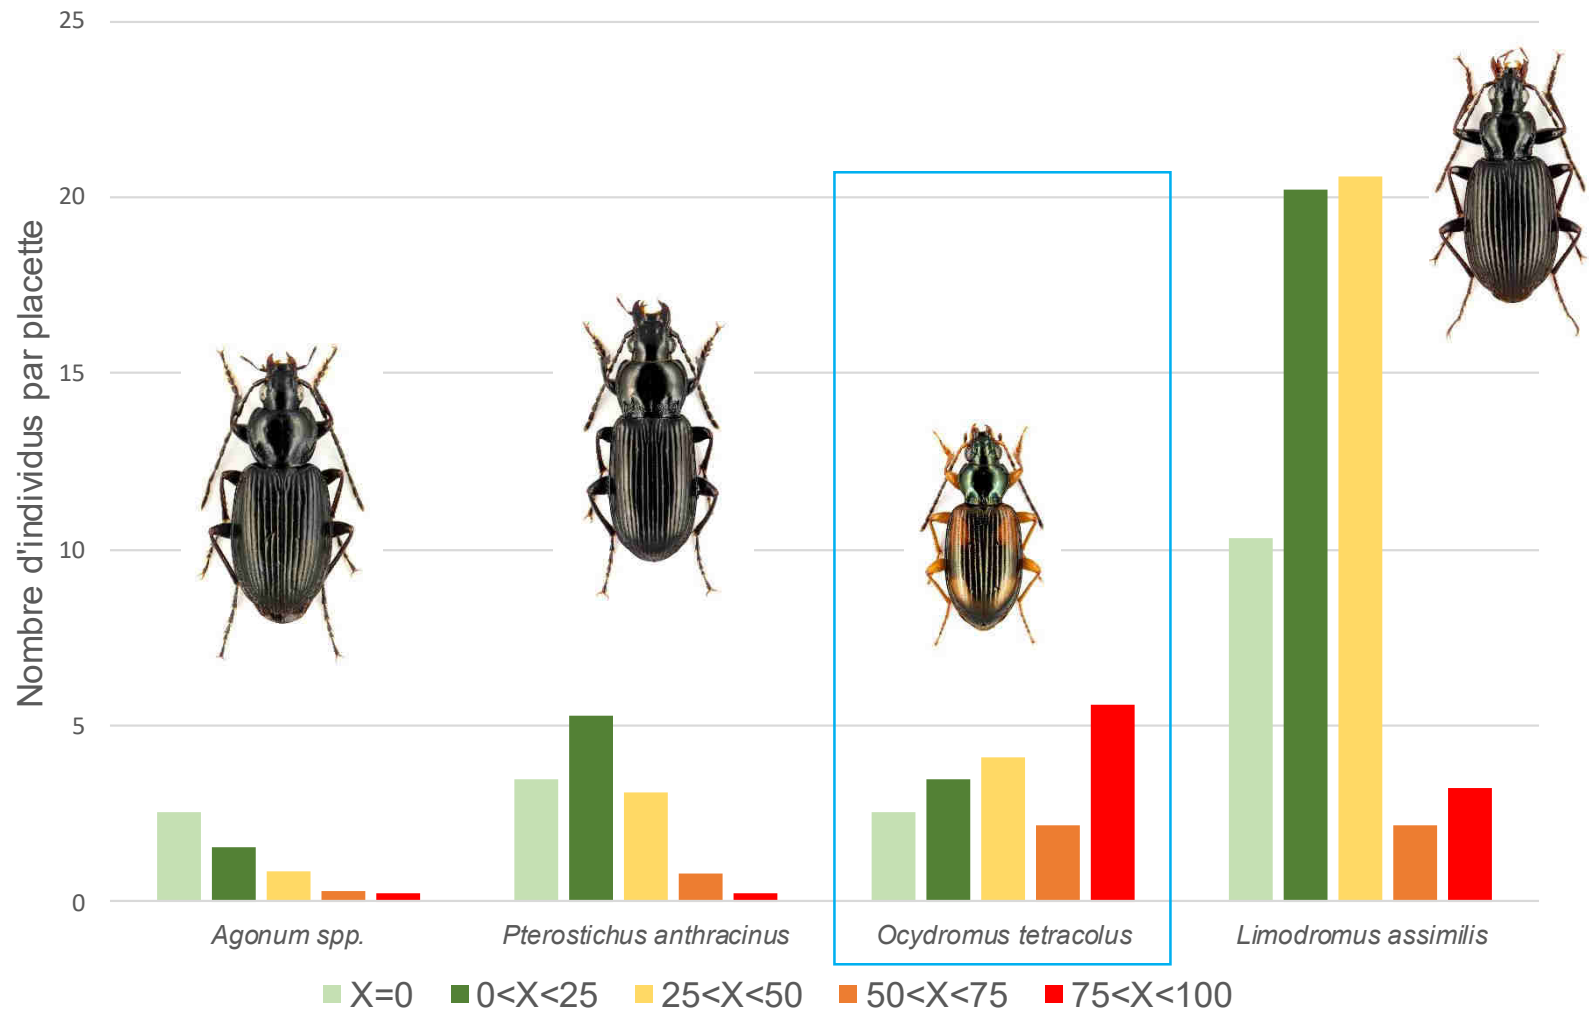 25
20
15
10
5
0
Nombre d'individus par placette
Agonum spp.
Pterostichus anthracinus
Ocydromus tetracolus
Limodromus assimilis
X=0
0<X<25
25<X<50
50<X<75
75<X<100